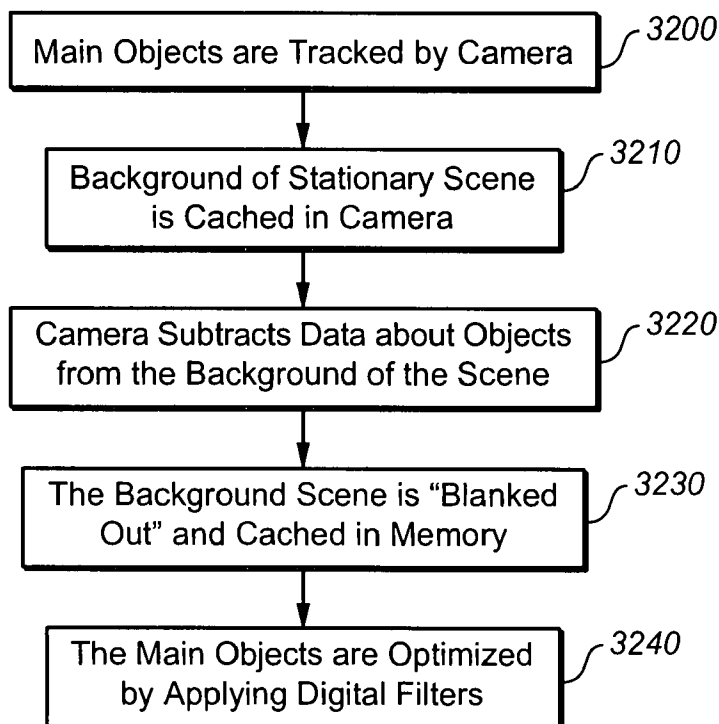 Main Objects are Tracked by Camera
3200
Background of Stationary Scene
is Cached in Camera
3210
Camera Subtracts Data about Objects
from the Background of the Scene
3220
The Background Scene is “Blanked
Out” and Cached in Memory
3230
The Main Objects are Optimized
by Applying Digital Filters
3240